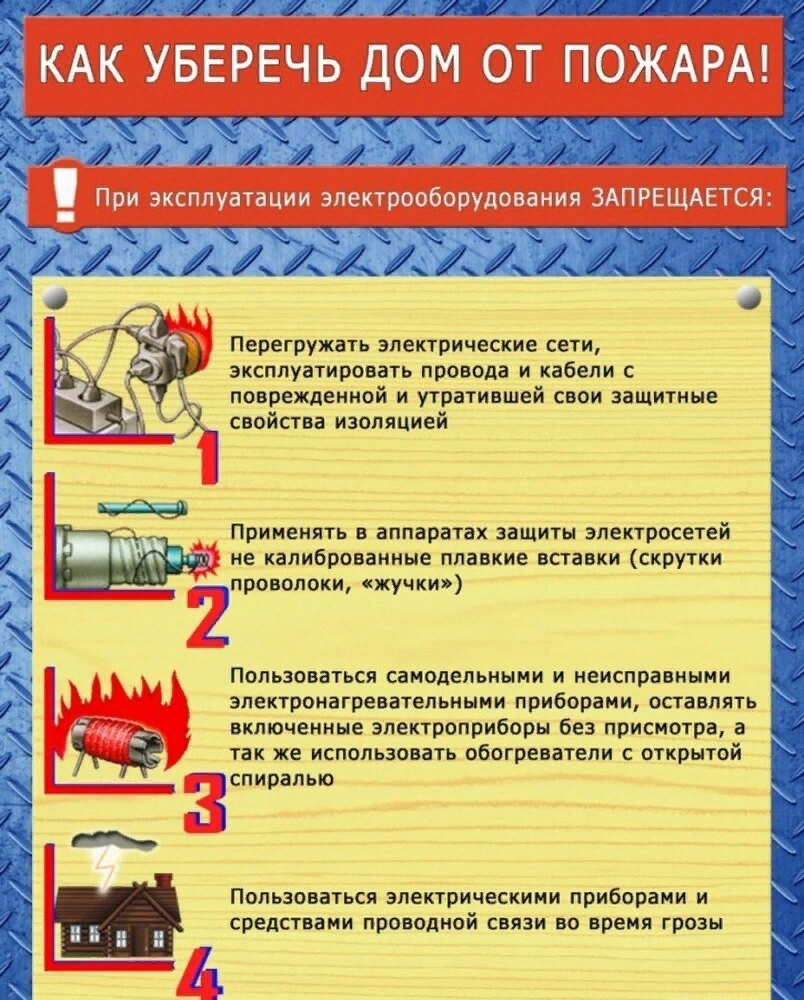 КАК УБЕРЕЧЬ ДОМ ОТ ПОЖАРА!
! При эксплуатации электрооборудования ЗАПРЕЩАЕТСЯ:
Перегружать электрические сети,
эксплуатировать провода и кабели с
поврежденной и утратившей свои защитные
свойства изоляцией
1
Применять в аппаратах защиты электросетей
не калиброванные плавкие вставки (скрутки
проволоки, «жучки»)
2
Пользоваться самодельными и неисправными
электронагревательными приборами, оставлять
включенные электроприборы без присмотра, а
так же использовать обогреватели с открытой
спиралью
3
Пользоваться электрическими приборами и
средствами проводной связи во время грозы
4